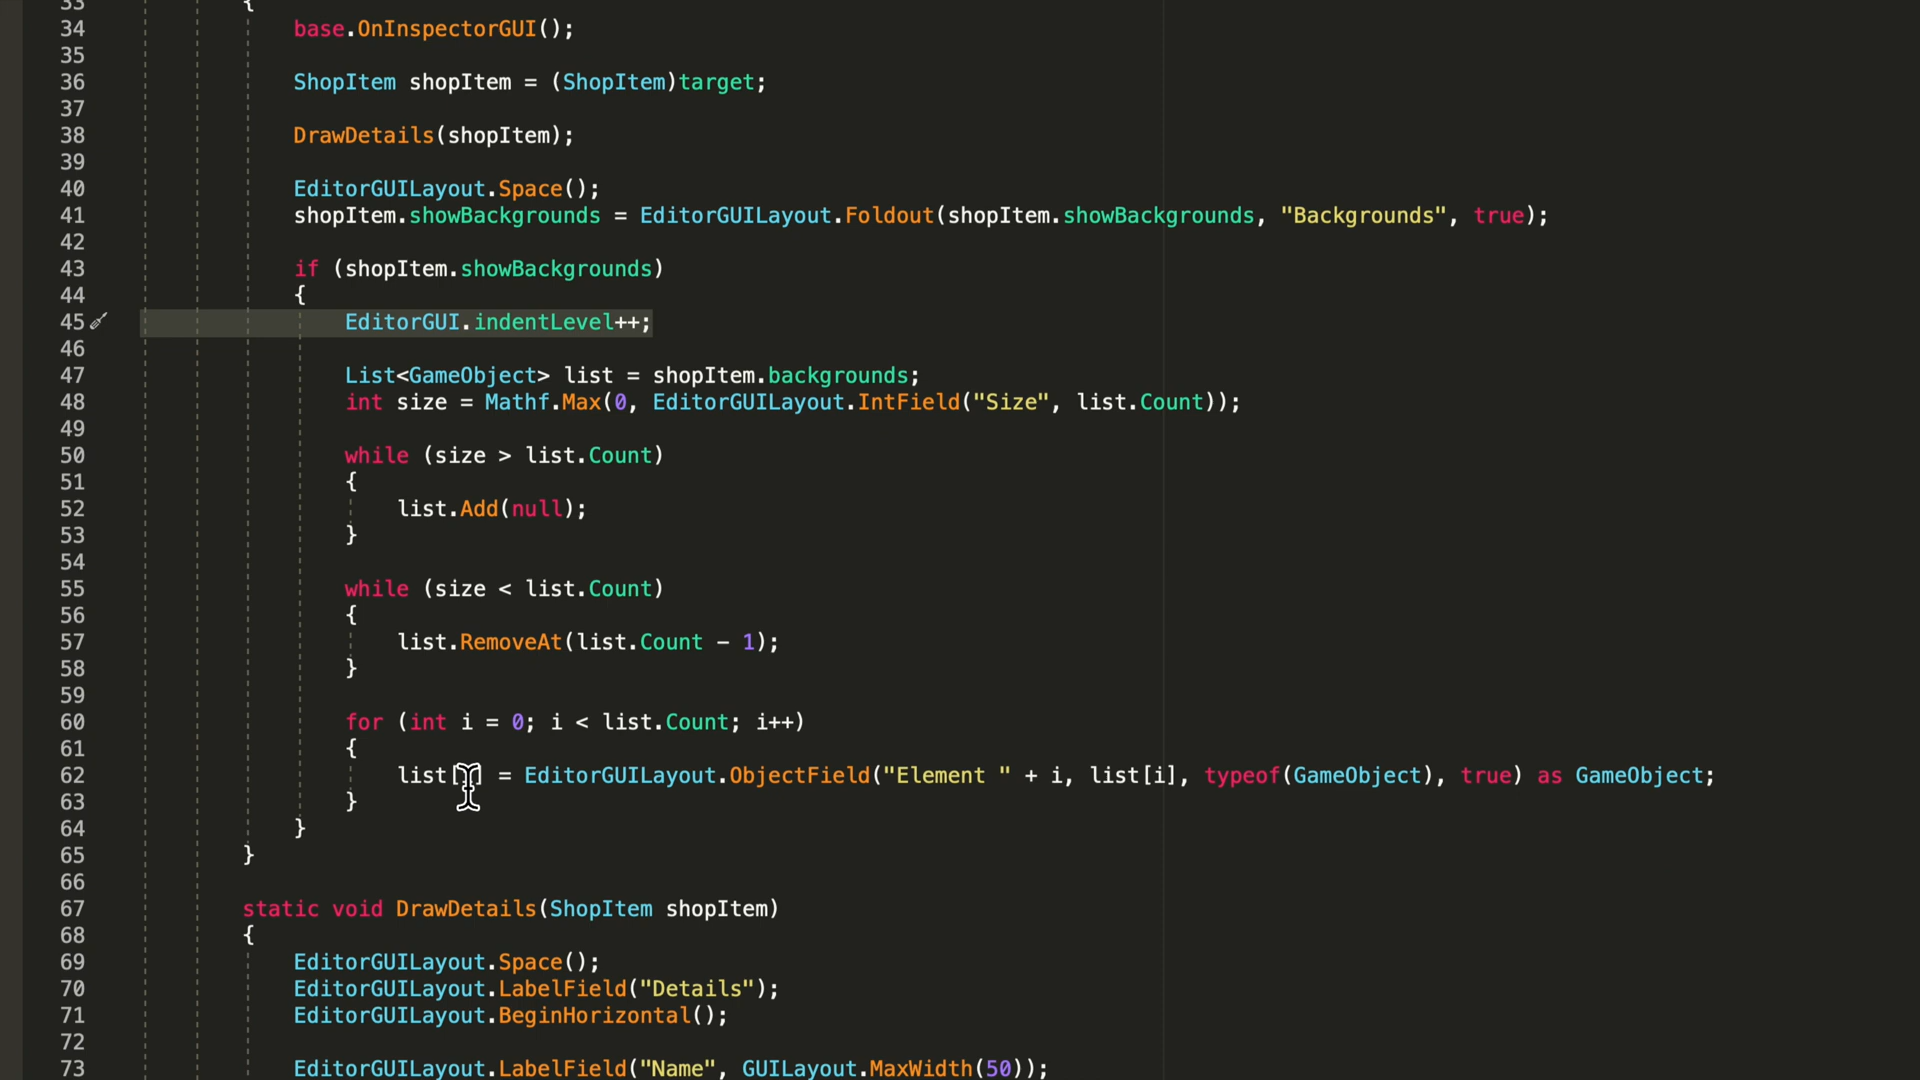 33 {
34 base.OnInspectorGUI();
35
36 ShopItem shopItem = (ShopItem)target;
37
38 DrawDetails(shopItem);
39
40 EditorGUILayout.Space();
41 shopItem.showBackgrounds = EditorGUILayout.Foldout(shopItem.showBackgrounds, "Backgrounds", true);
42
43 if (shopItem.showBackgrounds)
44 {
45 EditorGUI.indentLevel++;
46
47 List<GameObject> list = shopItem.backgrounds;
48 int size = Mathf.Max(0, EditorGUILayout.IntField("Size", list.Count));
49
50 while (size > list.Count)
51 {
52 list.Add(null);
53 }
54
55 while (size < list.Count)
56 {
57 list.RemoveAt(list.Count - 1);
58 }
59
60 for (int i = 0; i < list.Count; i++)
61 {
62 list[i] = EditorGUILayout.ObjectField("Element " + i, list[i], typeof(GameObject), true) as GameObject;
63 }
64 }
65 }
66
67 static void DrawDetails(ShopItem shopItem)
68 {
69 EditorGUILayout.Space();
70 EditorGUILayout.LabelField("Details");
71 EditorGUILayout.BeginHorizontal();
72
73 EditorGUILayout.LabelField("Name", GUILayout.MaxWidth(50));